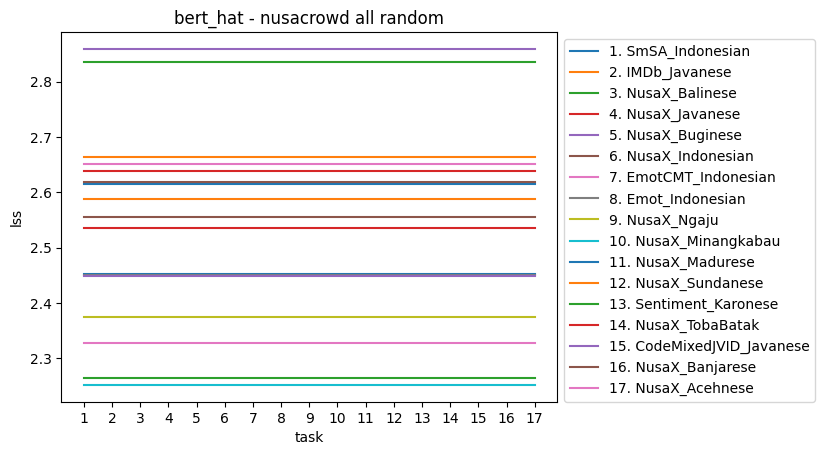 bert_hat - nusacrowd all random
lss
2.8
2.7
2.6
2.5
2.4
2.3
1 2 3 4 5 6 7 8 9 10 11 12 13 14 15 16 17
task
1. SmSA_Indonesian
2. IMDb_Javanese
3. NusaX_Balinese
4. NusaX_Javanese
5. NusaX_Buginese
6. NusaX_Indonesian
7. EmotCMT_Indonesian
8. Emot_Indonesian
9. NusaX_Ngaju
10. NusaX_Minangkabau
11. NusaX_Madurese
12. NusaX_Sundanese
13. Sentiment_Karonese
14. NusaX_TobaBatak
15. CodeMixedJVID_Javanese
16. NusaX_Banjarese
17. NusaX_Acehnese